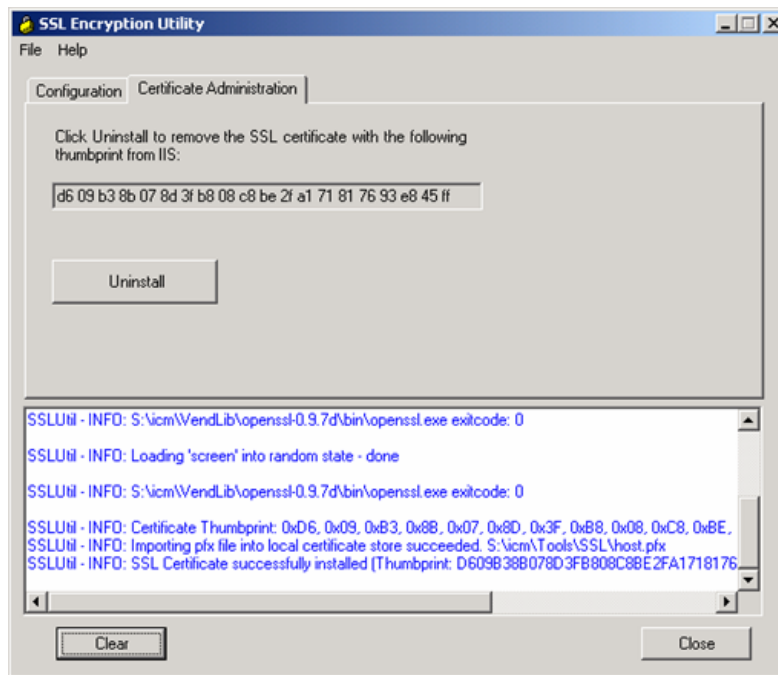 SSL Encryption Utility
File Help
Configuration Certificate Administration
Click Uninstall to remove the SSL certificate with the following
thumbprint from IIS:
d6 09 b3 8b 07 8d 3f b8 08 c8 be 2f a1 71 81 76 93 e8 45 ff
Uninstall
SSLUtil - INFO: S:\icm\VendLib\openssl-0.9.7d\bin\openssl.exe exitcode: 0
SSLUtil - INFO: Loading 'screen' into random state - done
SSLUtil - INFO: S:\icm\VendLib\openssl-0.9.7d\bin\openssl.exe exitcode: 0
SSLUtil - INFO: Certificate Thumbprint: 0xD6, 0x09, 0xB3, 0x8B, 0x07, 0x8D, 0x3F, 0xB8, 0x08, 0xC8, 0xBE,
SSLUtil - INFO: Importing pfx file into local certificate store succeeded. S:\icm\Tools\SSL\host.pfx
SSLUtil - INFO: SSL Certificate successfully installed (Thumbprint: D609B38B078D3FB808C8BE2FA1718176
Clear Close